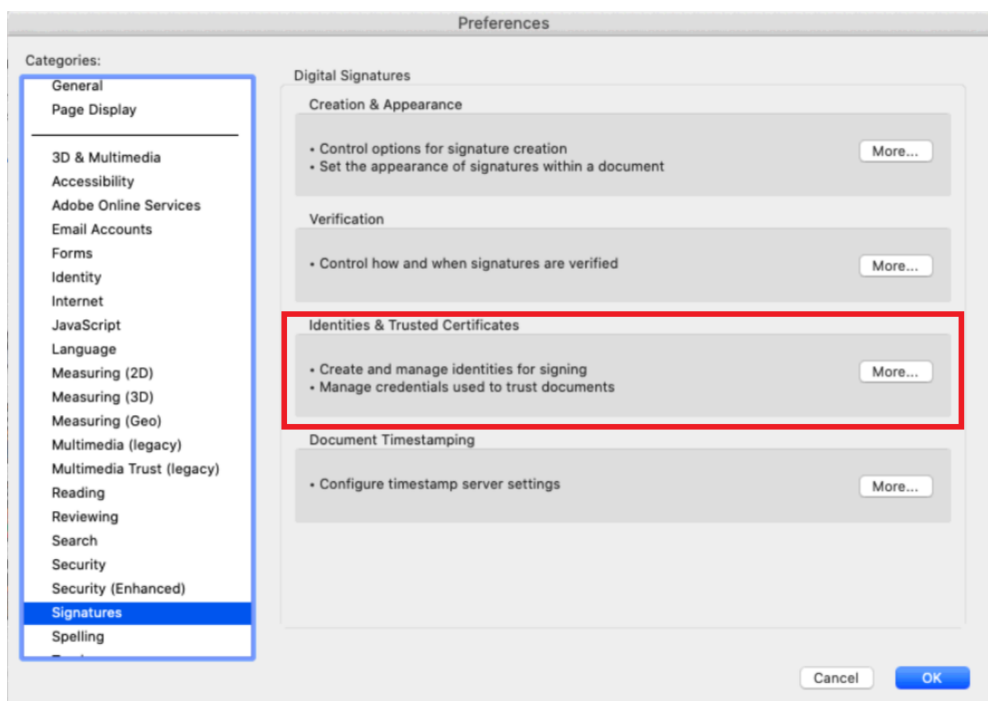 Preferences
Categories:
General
Page Display
3D & Multimedia
Accessibility
Adobe Online Services
Email Accounts
Forms
Identity
Internet
JavaScript
Language
Measuring (2D)
Measuring (3D)
Measuring (Geo)
Multimedia (legacy)
Multimedia Trust (legacy)
Reading
Reviewing
Search
Security
Security (Enhanced)
Signatures
Spelling
Digital Signatures
Creation & Appearance
• Control options for signature creation
• Set the appearance of signatures within a document
More...
Verification
• Control how and when signatures are verified
More...
Identities & Trusted Certificates
• Create and manage identities for signing
• Manage credentials used to trust documents
More...
Document Timestamping
• Configure timestamp server settings
More...
Cancel
OK